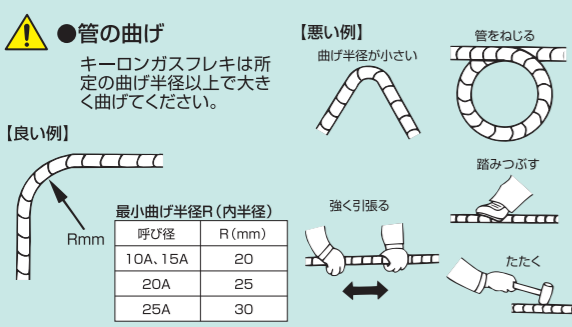 ●管の曲げ
キーロンガスフレキは所
定の曲げ半径以上で大き
く曲げてください。
【良い例】
Rmm
最小曲げ半径R(内半径)
呼び径 R(mm)
10A、15A 20
20A 25
25A 30
【悪い例】
曲げ半径が小さい
管をねじる
踏みつぶす
強く引張る
たたく